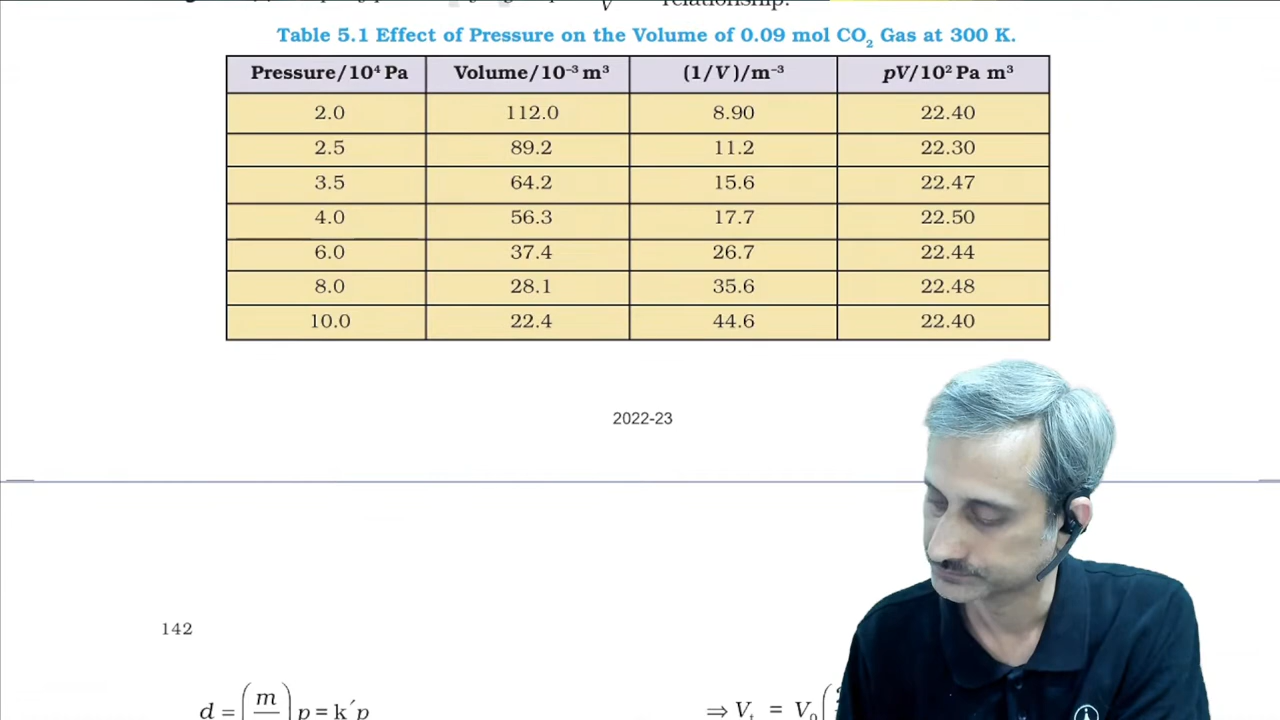 V relationship.
Table 5.1 Effect of Pressure on the Volume of 0.09 mol CO₂ Gas at 300 K.
Pressure/10⁴ Pa Volume/10⁻³ m³ (1/V)/m⁻³ pV/10² Pa m³
2.0 112.0 8.90 22.40
2.5 89.2 11.2 22.30
3.5 64.2 15.6 22.47
4.0 56.3 17.7 22.50
6.0 37.4 26.7 22.44
8.0 28.1 35.6 22.48
10.0 22.4 44.6 22.40
2022-23
142
d = (m) p = k′p
⇒ Vₜ = V₀(